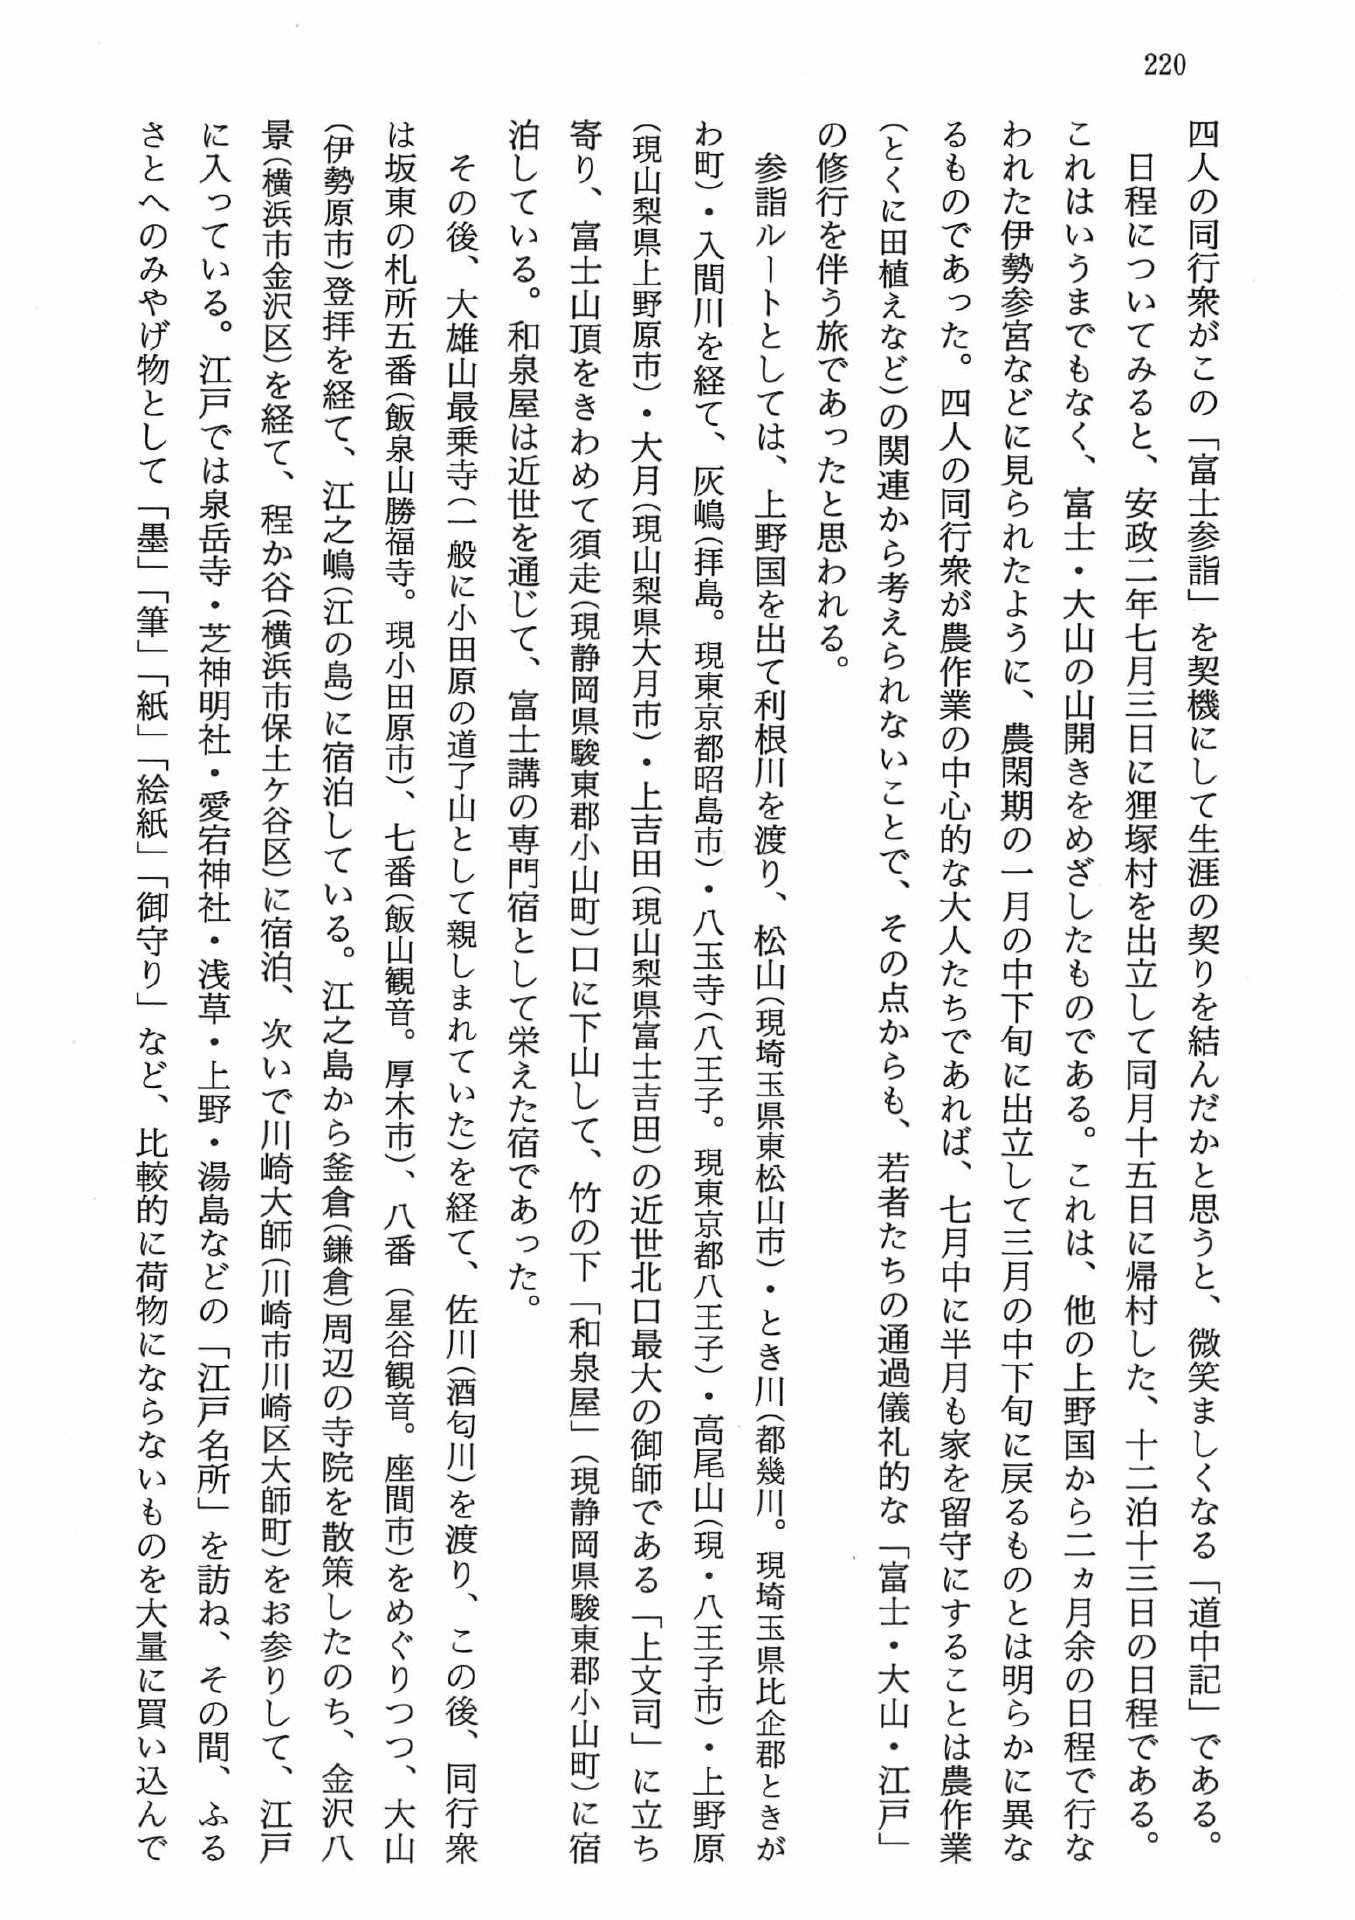 220
四人の同行衆がこの「富士参詣」を契機にして生涯の契りを結んだかと思うと、微笑ましくなる「道中記」である。
日程についてみると、安政二年七月三日に狸塚村を出立して同月十五日に帰村した、十二泊十三日の日程である。
これはいうまでもなく、富士・大山の山開きをめざしたものである。これは、他の上野国から二ヵ月余の日程で行な
われた伊勢参宮などに見られたように、農閑期の一月の中下旬に出立して三月の中下旬に戻るものとは明らかに異な
るものであった。四人の同行衆が農作業の中心的な大人たちであれば、七月中に半月も家を留守にすることは農作業
(とくに田植えなど)の関連から考えられないことで、その点からも、若者たちの通過儀礼的な「富士・大山・江戸」
の修行を伴う旅であったと思われる。
参詣ルートとしては、上野国を出て利根川を渡り、松山(現埼玉県東松山市)・とき川(都幾川。現埼玉県比企郡ときが
わ町)・入間川を経て、灰嶋(拝島。現東京都昭島市)・八玉寺(八王子。現東京都八王子)・高尾山(現・八王子市)・上野原
(現山梨県上野原市)・大月(現山梨県大月市)・上吉田(現山梨県富士吉田)の近世北口最大の御師である「上文司」に立ち
寄り、富士山頂をきわめて須走(現静岡県駿東郡小山町)口に下山して、竹の下「和泉屋」(現静岡県駿東郡小山町)に宿
泊している。和泉屋は近世を通じて、富士講の専門宿として栄えた宿であった。
その後、大雄山最乗寺(一般に小田原の道了山として親しまれていた)を経て、佐川(酒匂川)を渡り、この後、同行衆
は坂東の札所五番(飯泉山勝福寺。現小田原市)、七番(飯山観音。厚木市)、八番(星谷観音。座間市)をめぐりつつ、大山
(伊勢原市)登拝を経て、江之嶋(江の島)に宿泊している。江之島から釜倉(鎌倉)周辺の寺院を散策したのち、金沢八
景(横浜市金沢区)を経て、程か谷(横浜市保土ケ谷区)に宿泊、次いで川崎大師(川崎市川崎区大師町)をお参りして、江戸
に入っている。江戸では泉岳寺・芝神明社・愛宕神社・浅草・上野・湯島などの「江戸名所」を訪ね、その間、ふる
さとへのみやげ物として「墨」「筆」「紙」「絵紙」「御守り」など、比較的に荷物にならないものを大量に買い込んで